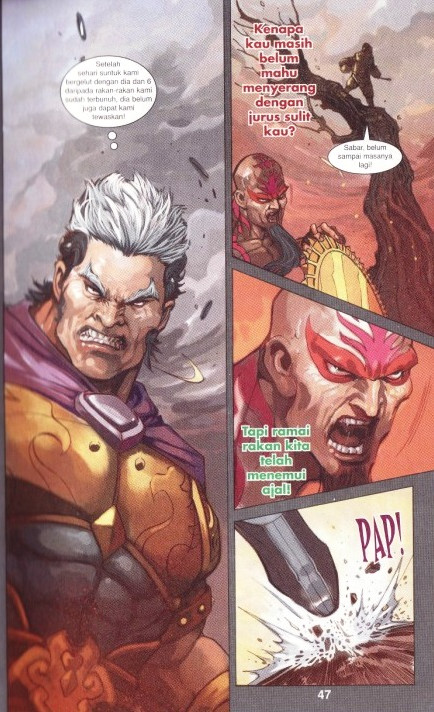 Setelah
sehari suntuk kami
bergelut dengan dia dan 6
daripada rakan-rakan kami
sudah terbunuh, dia belum
juga dapat kami
tewaskan!
Kenapa
kau masih
belum
mahu
menyerang
dengan
jurus sulit
kau?
Sabar, belum
sampai masanya
lagi!
Tapi ramai
rakan kita
telah
menemui
ajal!
PAP!
47